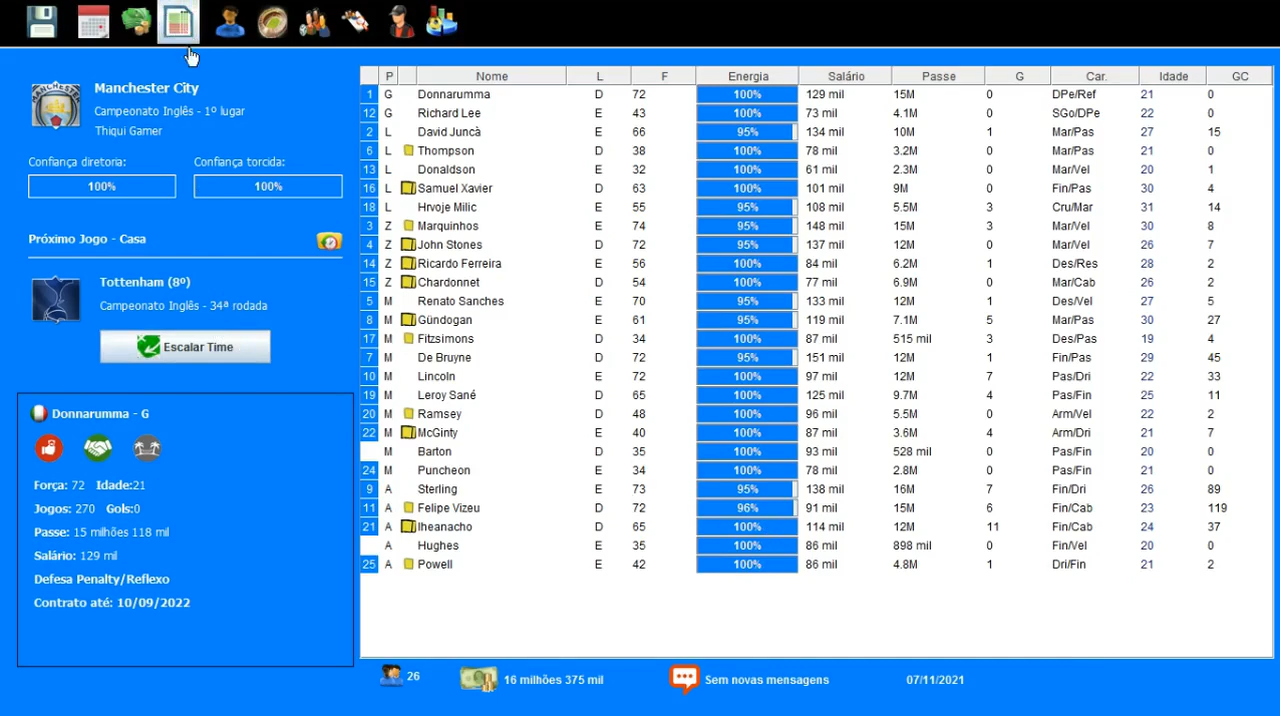 Manchester City
Campeonato Inglês - 1º lugar
Thiqui Gamer
Confiança diretoria: Confiança torcida:
100% 100%
Próximo Jogo - Casa
Tottenham (8º)
Campeonato Inglês - 34ª rodada
Escalar Time
Donnarumma - G
Força: 72 Idade:21
Jogos: 270 Gols:0
Passe: 15 milhões 118 mil
Salário: 129 mil
Defesa Penalty/Reflexo
Contrato até: 10/09/2022
P Nome L F Energia Salário Passe G Car. Idade GC
1 G Donnarumma D 72 100% 129 mil 15M 0 DPe/Ref 21 0
12 G Richard Lee E 43 100% 73 mil 4.1M 0 SGo/DPe 22 0
2 L David Juncà E 66 95% 134 mil 10M 1 Mar/Pas 27 15
6 L Thompson D 38 100% 78 mil 3.2M 0 Mar/Pas 21 0
13 L Donaldson E 32 100% 61 mil 2.3M 0 Mar/Vel 20 1
16 L Samuel Xavier D 63 100% 101 mil 9M 0 Fin/Pas 30 4
18 L Hrvoje Milic E 55 95% 108 mil 5.5M 3 Cru/Mar 31 14
3 Z Marquinhos E 74 95% 148 mil 15M 3 Mar/Vel 30 8
4 Z John Stones D 72 95% 137 mil 12M 0 Mar/Vel 26 7
14 Z Ricardo Ferreira E 56 100% 84 mil 6.2M 1 Des/Res 28 2
15 Z Chardonnet D 54 100% 77 mil 6.9M 1 Mar/Cab 26 2
5 M Renato Sanches E 70 95% 133 mil 12M 1 Des/Vel 27 5
8 M Gündogan E 61 95% 119 mil 7.1M 5 Mar/Pas 30 27
17 M Fitzsimons D 34 100% 87 mil 515 mil 3 Des/Pas 19 4
7 M De Bruyne D 72 95% 151 mil 12M 1 Fin/Pas 29 45
10 M Lincoln E 72 100% 97 mil 12M 7 Pas/Dri 22 33
19 M Leroy Sané D 65 100% 125 mil 9.7M 4 Pas/Fin 25 11
20 M Ramsey D 48 100% 96 mil 5.5M 0 Arm/Vel 22 2
22 M McGinty E 40 100% 87 mil 3.6M 4 Arm/Dri 21 7
M Barton D 35 100% 93 mil 528 mil 0 Pas/Fin 20 0
24 M Puncheon E 34 100% 78 mil 2.8M 0 Pas/Fin 21 0
9 A Sterling E 73 95% 138 mil 16M 7 Fin/Dri 26 89
11 A Felipe Vizeu D 72 96% 91 mil 15M 6 Fin/Cab 23 119
21 A Iheanacho D 65 100% 114 mil 12M 11 Fin/Cab 24 37
A Hughes E 35 100% 86 mil 898 mil 0 Fin/Vel 20 0
25 A Powell E 42 100% 86 mil 4.8M 1 Dri/Fin 21 2
26 16 milhões 375 mil Sem novas mensagens 07/11/2021